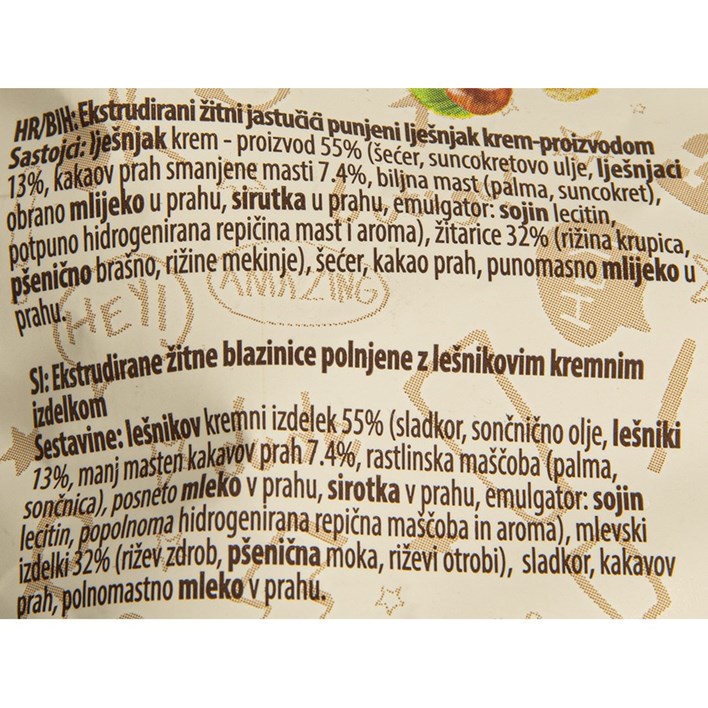 HR/BIH: Ekstrudirani žitni jastučići punjeni lješnjak krem-proizvodom
Sastojci: lješnjak krem - proizvod 55% (šećer, suncokretovo ulje, lješnjaci
13%, kakaov prah smanjene masti 7.4%, biljna mast (palma, suncokret),
obrano mlijeko u prahu, sirutka u prahu, emulgator: sojin lecitin,
potpuno hidrogenirana repičina mast i aroma), žitarice 32% (rižina krupica,
pšenično brašno, rižine mekinje), šećer, kakao prah, punomasno mlijeko u
prahu.
HEY!
AMAZING
SI: Ekstrudirane žitne blazinice polnjene z lešnikovim kremnim
izdelkom
Sestavine: lešnikov kremni izdelek 55% (sladkor, sončnično olje, lešniki
13%, manj masten kakavov prah 7.4%, rastlinska maščoba (palma,
sončnica), posneto mleko v prahu, sirotka v prahu, emulgator: sojin
lecitin, popolnoma hidrogenirana repična maščoba in aroma), mlevski
izdelki 32% (rižev zdrob, pšenična moka, riževi otrobi), sladkor, kakavov
prah, polnomastno mleko v prahu.